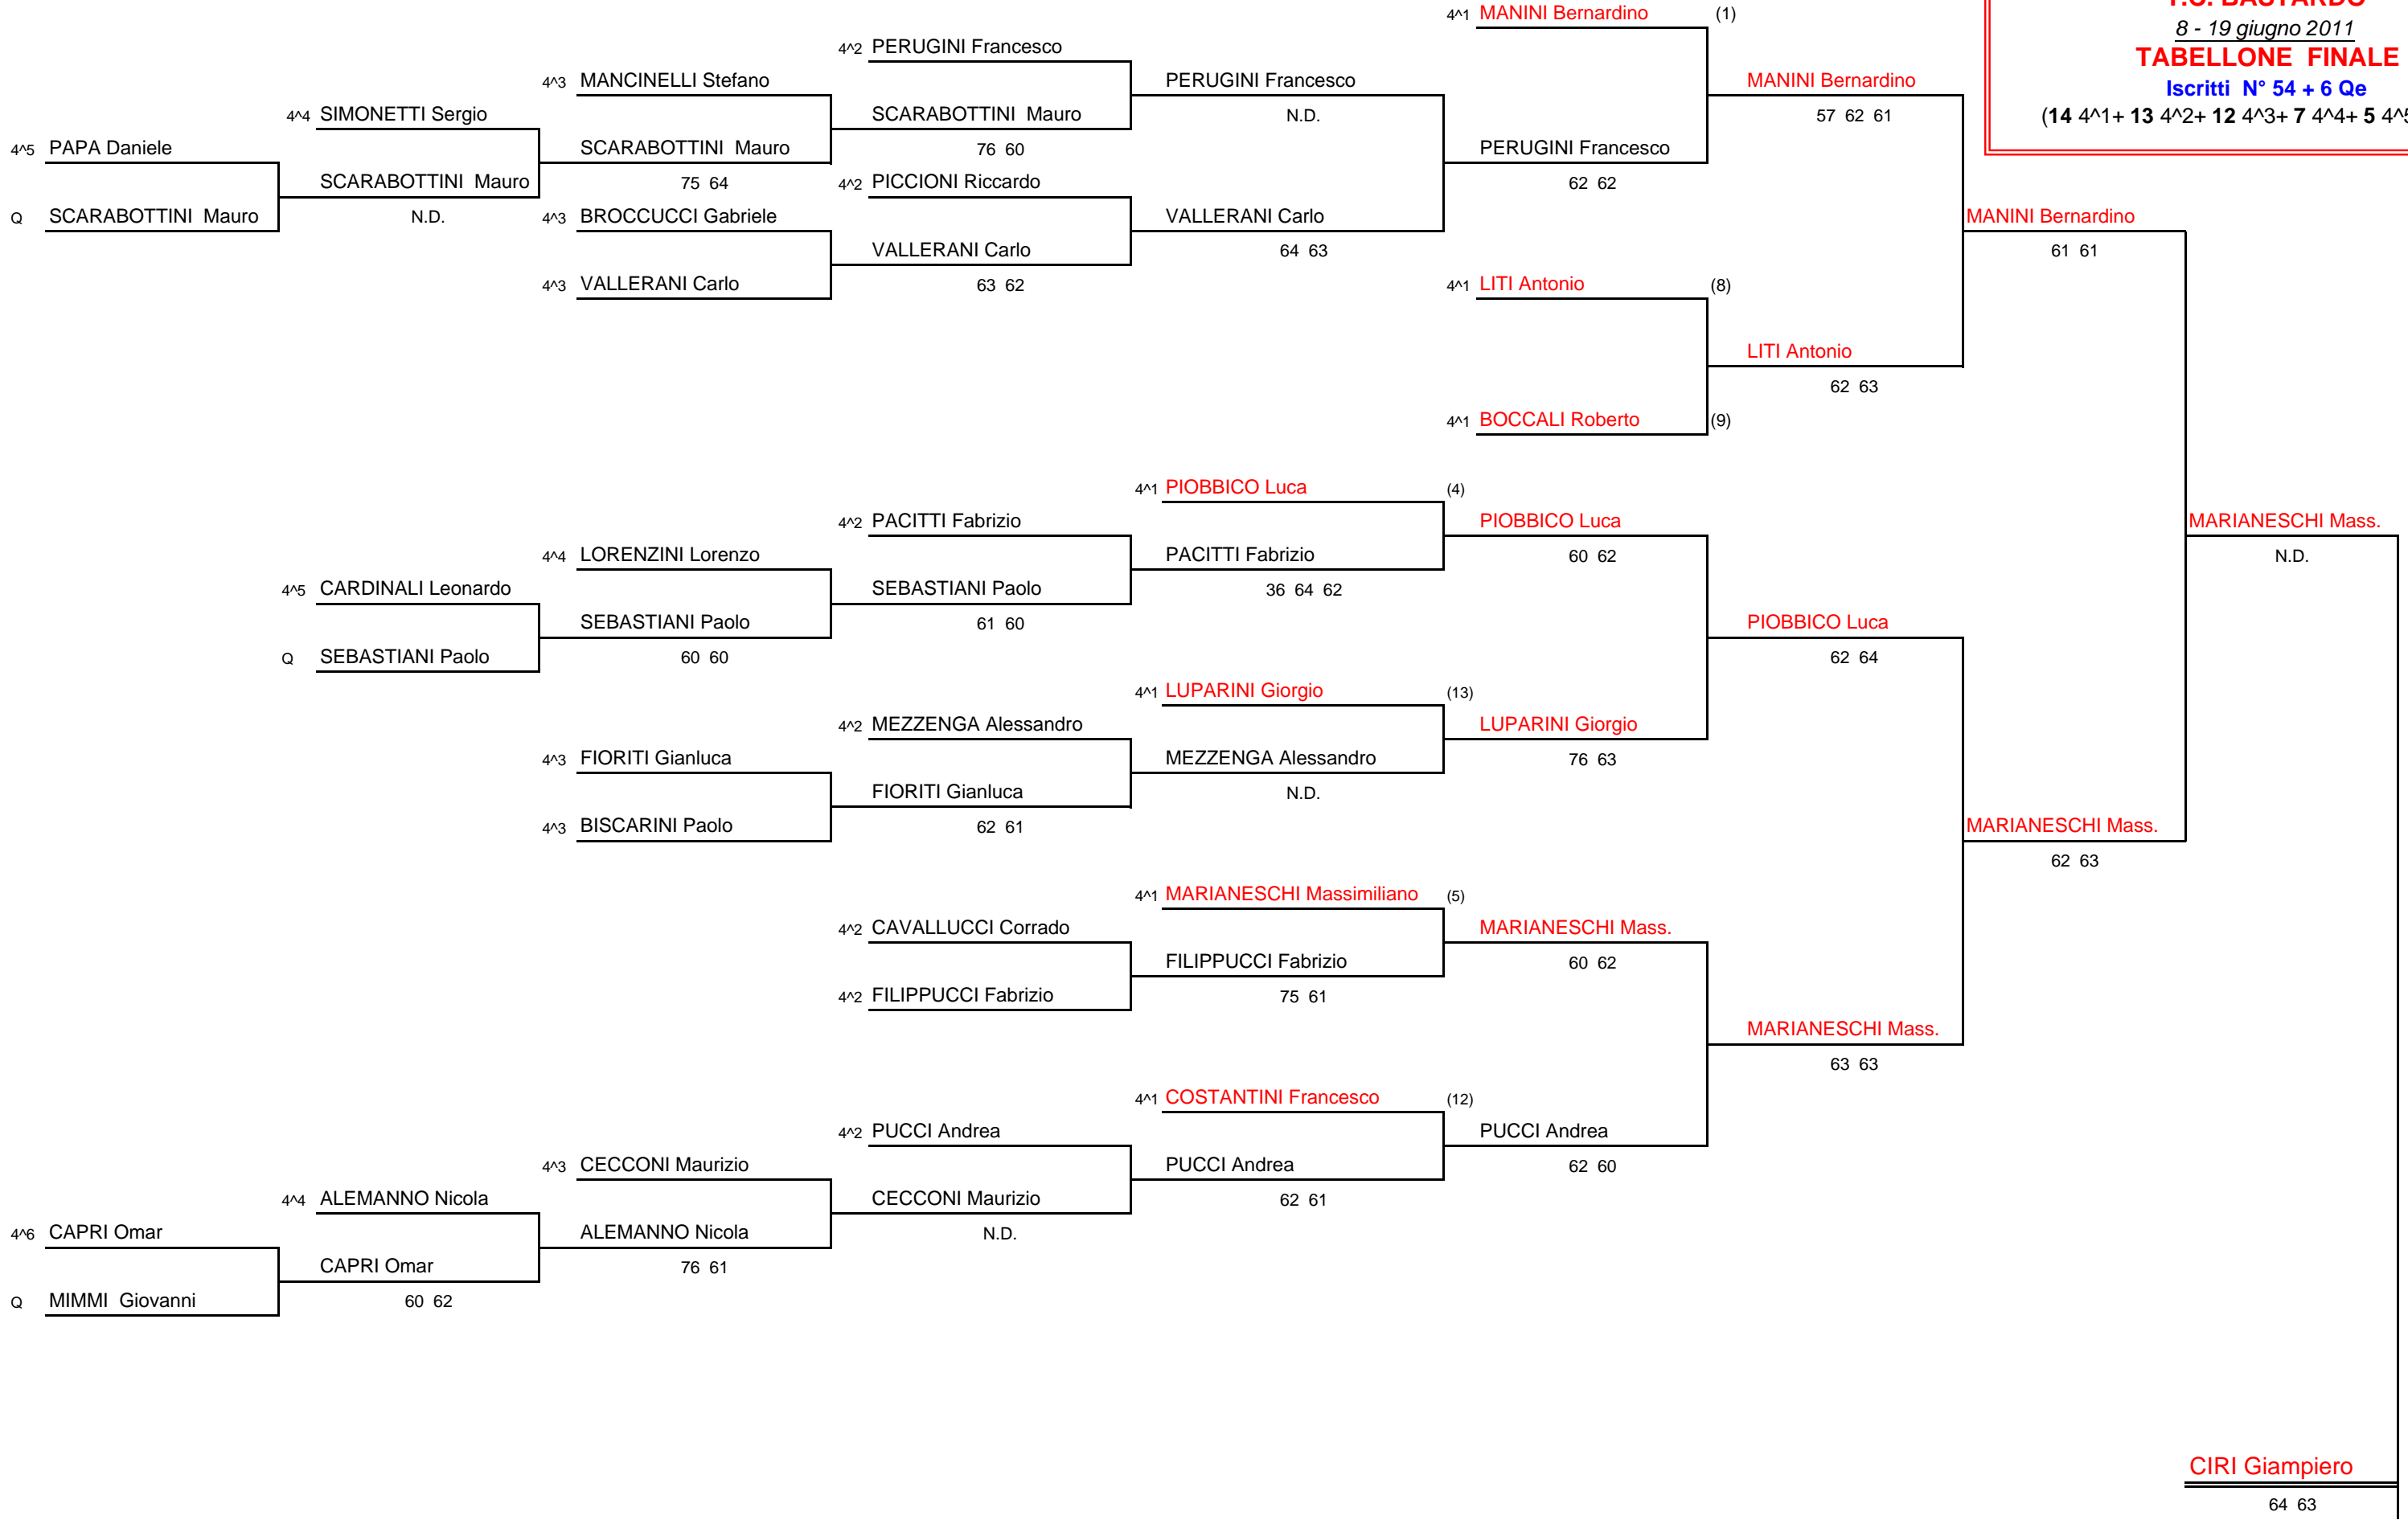 T.C. BASTARDO
8 - 19 giugno 2011
TABELLONE FINALE
Iscritti N° 54 + 6 Qe
(14 4^1+ 13 4^2+ 12 4^3+ 7 4^4+ 5 4^5
4^5 PAPA Daniele
Q SCARABOTTINI Mauro
4^4 SIMONETTI Sergio
SCARABOTTINI Mauro
N.D.
4^3 MANCINELLI Stefano
SCARABOTTINI Mauro
75 64
4^3 BROCCUCCI Gabriele
4^3 VALLERANI Carlo
4^2 PERUGINI Francesco
SCARABOTTINI Mauro
76 60
4^2 PICCIONI Riccardo
VALLERANI Carlo
63 62
PERUGINI Francesco
N.D.
VALLERANI Carlo
64 63
4^1 MANINI Bernardino (1)
PERUGINI Francesco
62 62
4^1 LITI Antonio (8)
4^1 BOCCALI Roberto (9)
MANINI Bernardino
57 62 61
LITI Antonio
62 63
MANINI Bernardino
61 61
4^5 CARDINALI Leonardo
Q SEBASTIANI Paolo
4^4 LORENZINI Lorenzo
SEBASTIANI Paolo
60 60
4^2 PACITTI Fabrizio
SEBASTIANI Paolo
61 60
4^1 PIOBBICO Luca (4)
PACITTI Fabrizio
36 64 62
PIOBBICO Luca
60 62
4^3 FIORITI Gianluca
4^3 BISCARINI Paolo
4^2 MEZZENGA Alessandro
FIORITI Gianluca
62 61
4^1 LUPARINI Giorgio (13)
MEZZENGA Alessandro
N.D.
LUPARINI Giorgio
76 63
PIOBBICO Luca
62 64
4^2 CAVALLUCCI Corrado
4^2 FILIPPUCCI Fabrizio
4^1 MARIANESCHI Massimiliano (5)
FILIPPUCCI Fabrizio
75 61
MARIANESCHI Mass.
60 62
4^6 CAPRI Omar
Q MIMMI Giovanni
4^4 ALEMANNO Nicola
CAPRI Omar
60 62
4^3 CECCONI Maurizio
ALEMANNO Nicola
76 61
4^2 PUCCI Andrea
CECCONI Maurizio
N.D.
4^1 COSTANTINI Francesco (12)
PUCCI Andrea
62 61
PUCCI Andrea
62 60
MARIANESCHI Mass.
63 63
MARIANESCHI Mass.
62 63
MARIANESCHI Mass.
N.D.
CIRI Giampiero
64 63